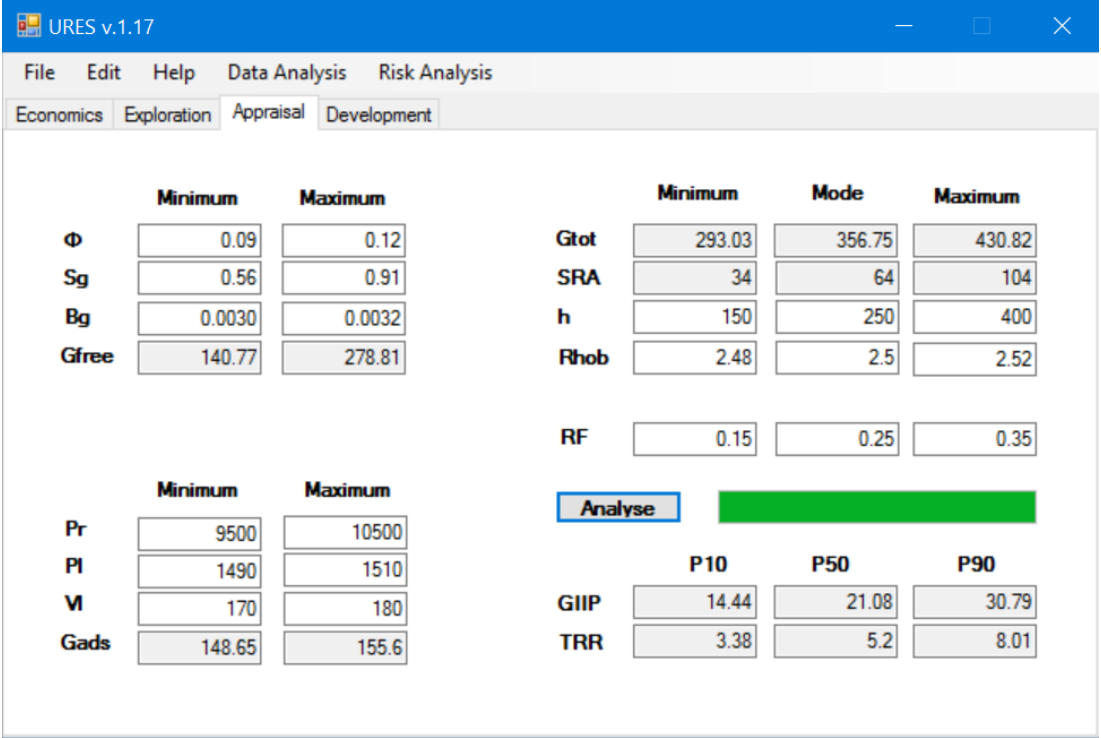 URES v.1.17
File Edit Help Data Analysis Risk Analysis
Economics Exploration Appraisal Development
Minimum Maximum
Φ 0.09 0.12
Sg 0.56 0.91
Bg 0.0030 0.0032
Gfree 140.77 278.81
Minimum Maximum
Pr 9500 10500
Pl 1490 1510
Vl 170 180
Gads 148.65 155.6
Minimum Mode Maximum
Gtot 293.03 356.75 430.82
SRA 34 64 104
h 150 250 400
Rhob 2.48 2.5 2.52
RF 0.15 0.25 0.35
Analyse
P10 P50 P90
GIIP 14.44 21.08 30.79
TRR 3.38 5.2 8.01